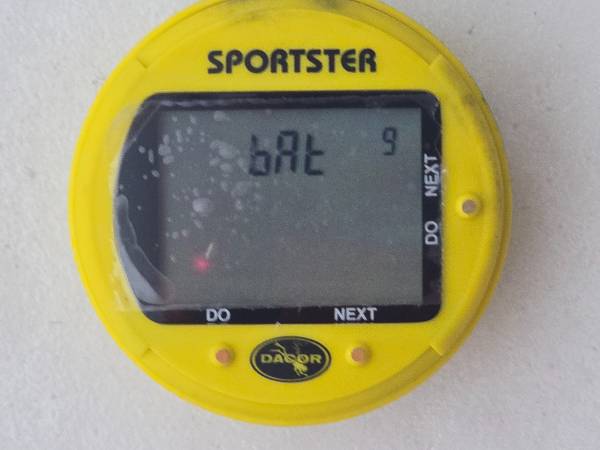 SPORTSTER
bAt 9
DO NEXT
DO NEXT
DACOR